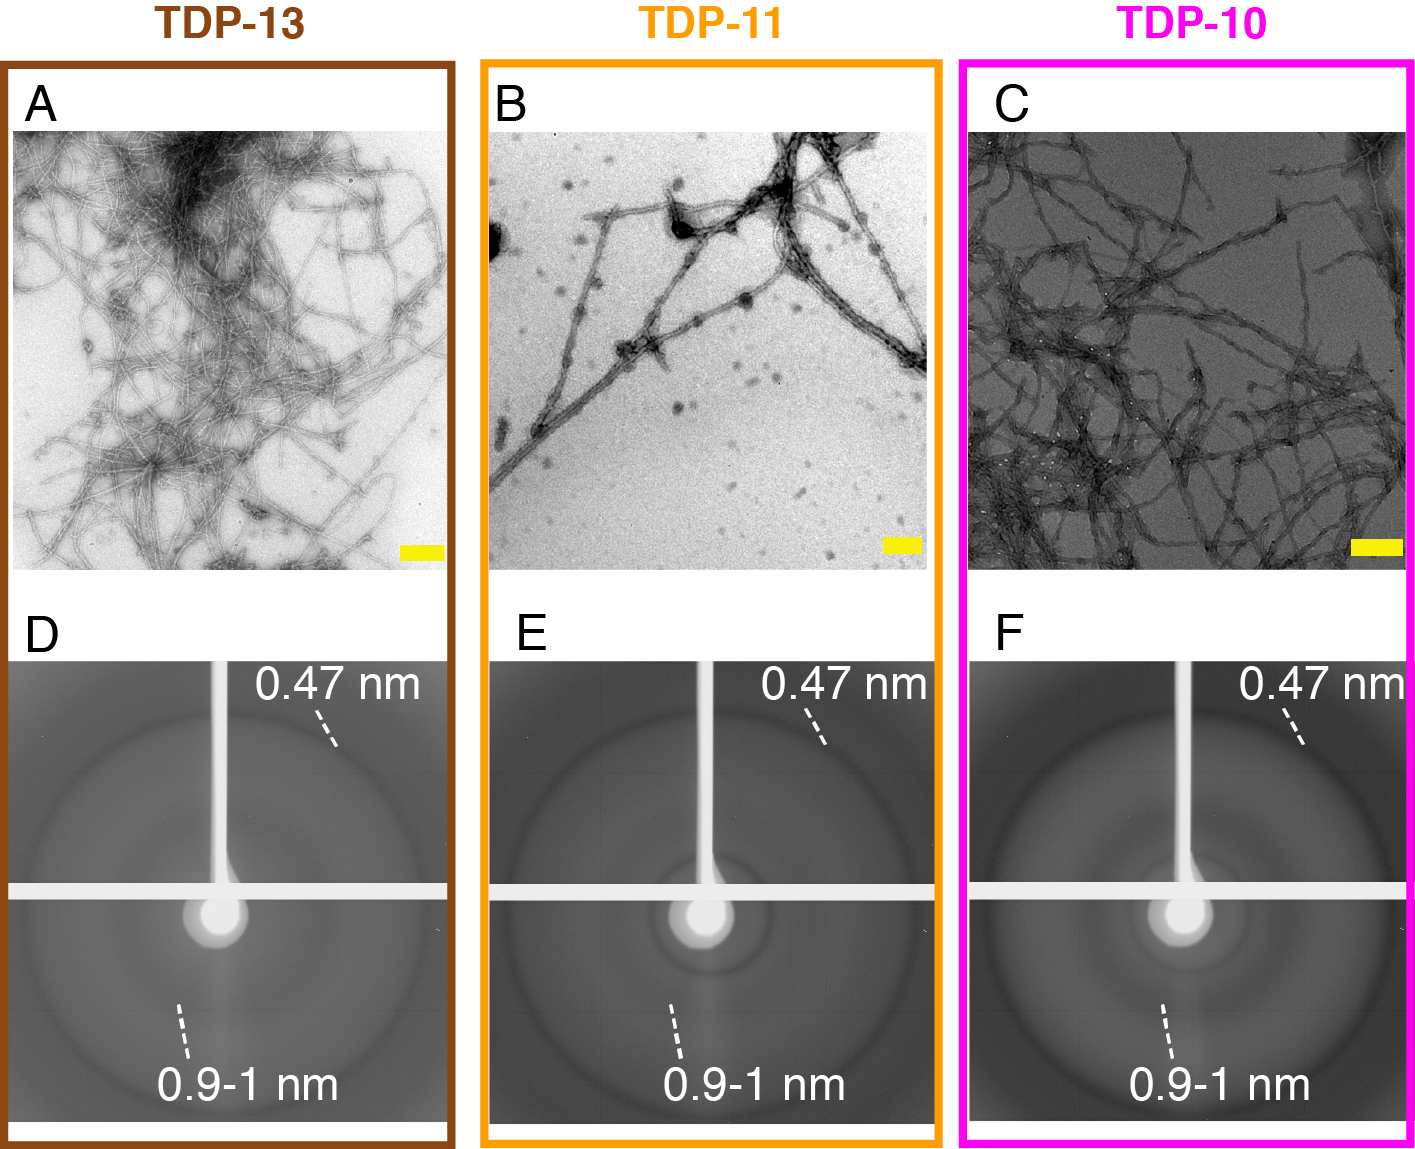 TDP-13
TDP-11
TDP-10
A
B
C
D
E
F
0.47 nm
0.47 nm
0.47 nm
0.9-1 nm
0.9-1 nm
0.9-1 nm